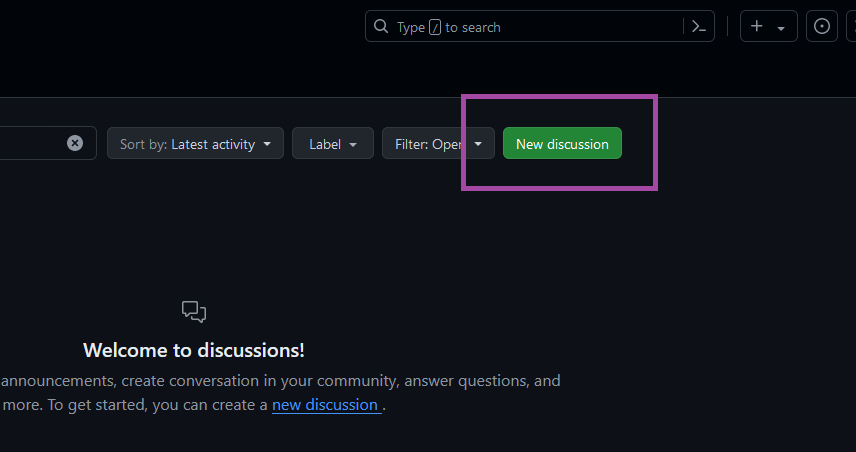 Type / to search
Sort by: Latest activity
Label
Filter: Open
New discussion
Welcome to discussions!
announcements, create conversation in your community, answer questions, and
more. To get started, you can create a new discussion .